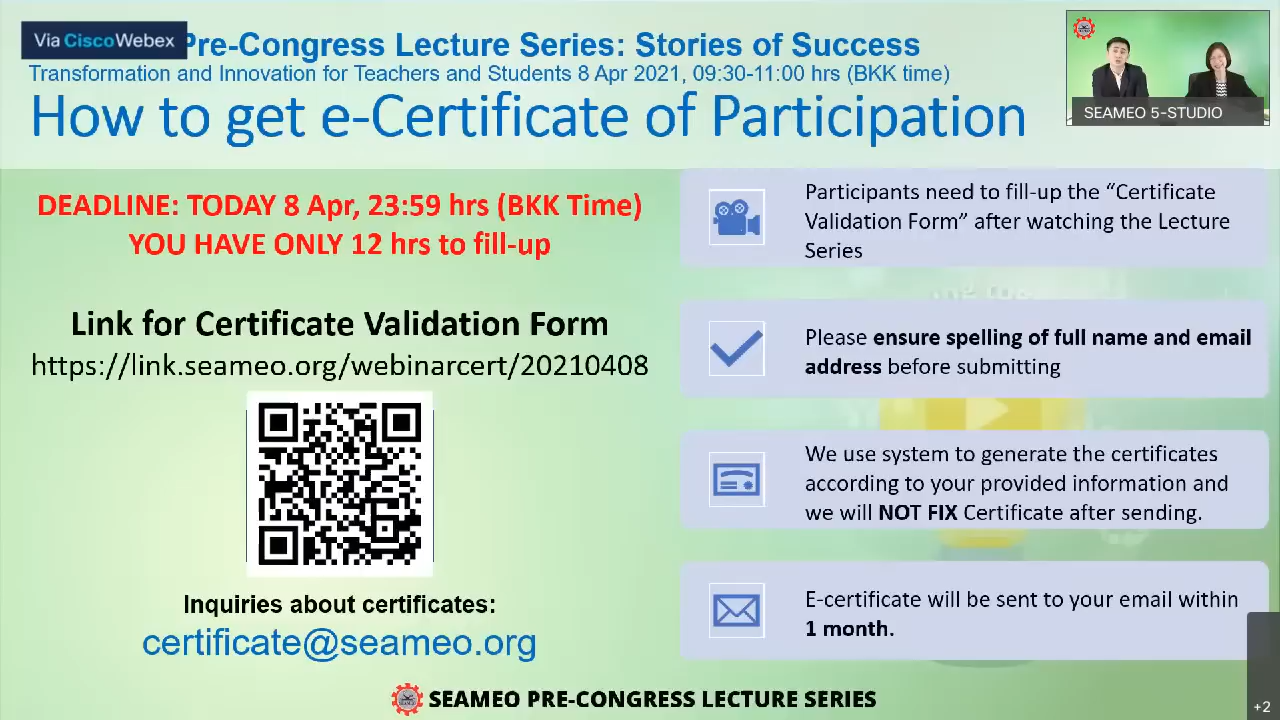 Via CiscoWebex
Pre-Congress Lecture Series: Stories of Success
Transformation and Innovation for Teachers and Students 8 Apr 2021, 09:30-11:00 hrs (BKK time)
How to get e-Certificate of Participation
SEAMEO 5-STUDIO
DEADLINE: TODAY 8 Apr, 23:59 hrs (BKK Time)
YOU HAVE ONLY 12 hrs to fill-up
Link for Certificate Validation Form
https://link.seameo.org/webinarcert/20210408
Inquiries about certificates:
certificate@seameo.org
Participants need to fill-up the “Certificate
Validation Form” after watching the Lecture
Series
Please ensure spelling of full name and email
address before submitting
We use system to generate the certificates
according to your provided information and
we will NOT FIX Certificate after sending.
E-certificate will be sent to your email within
1 month.
SEAMEO PRE-CONGRESS LECTURE SERIES
+2